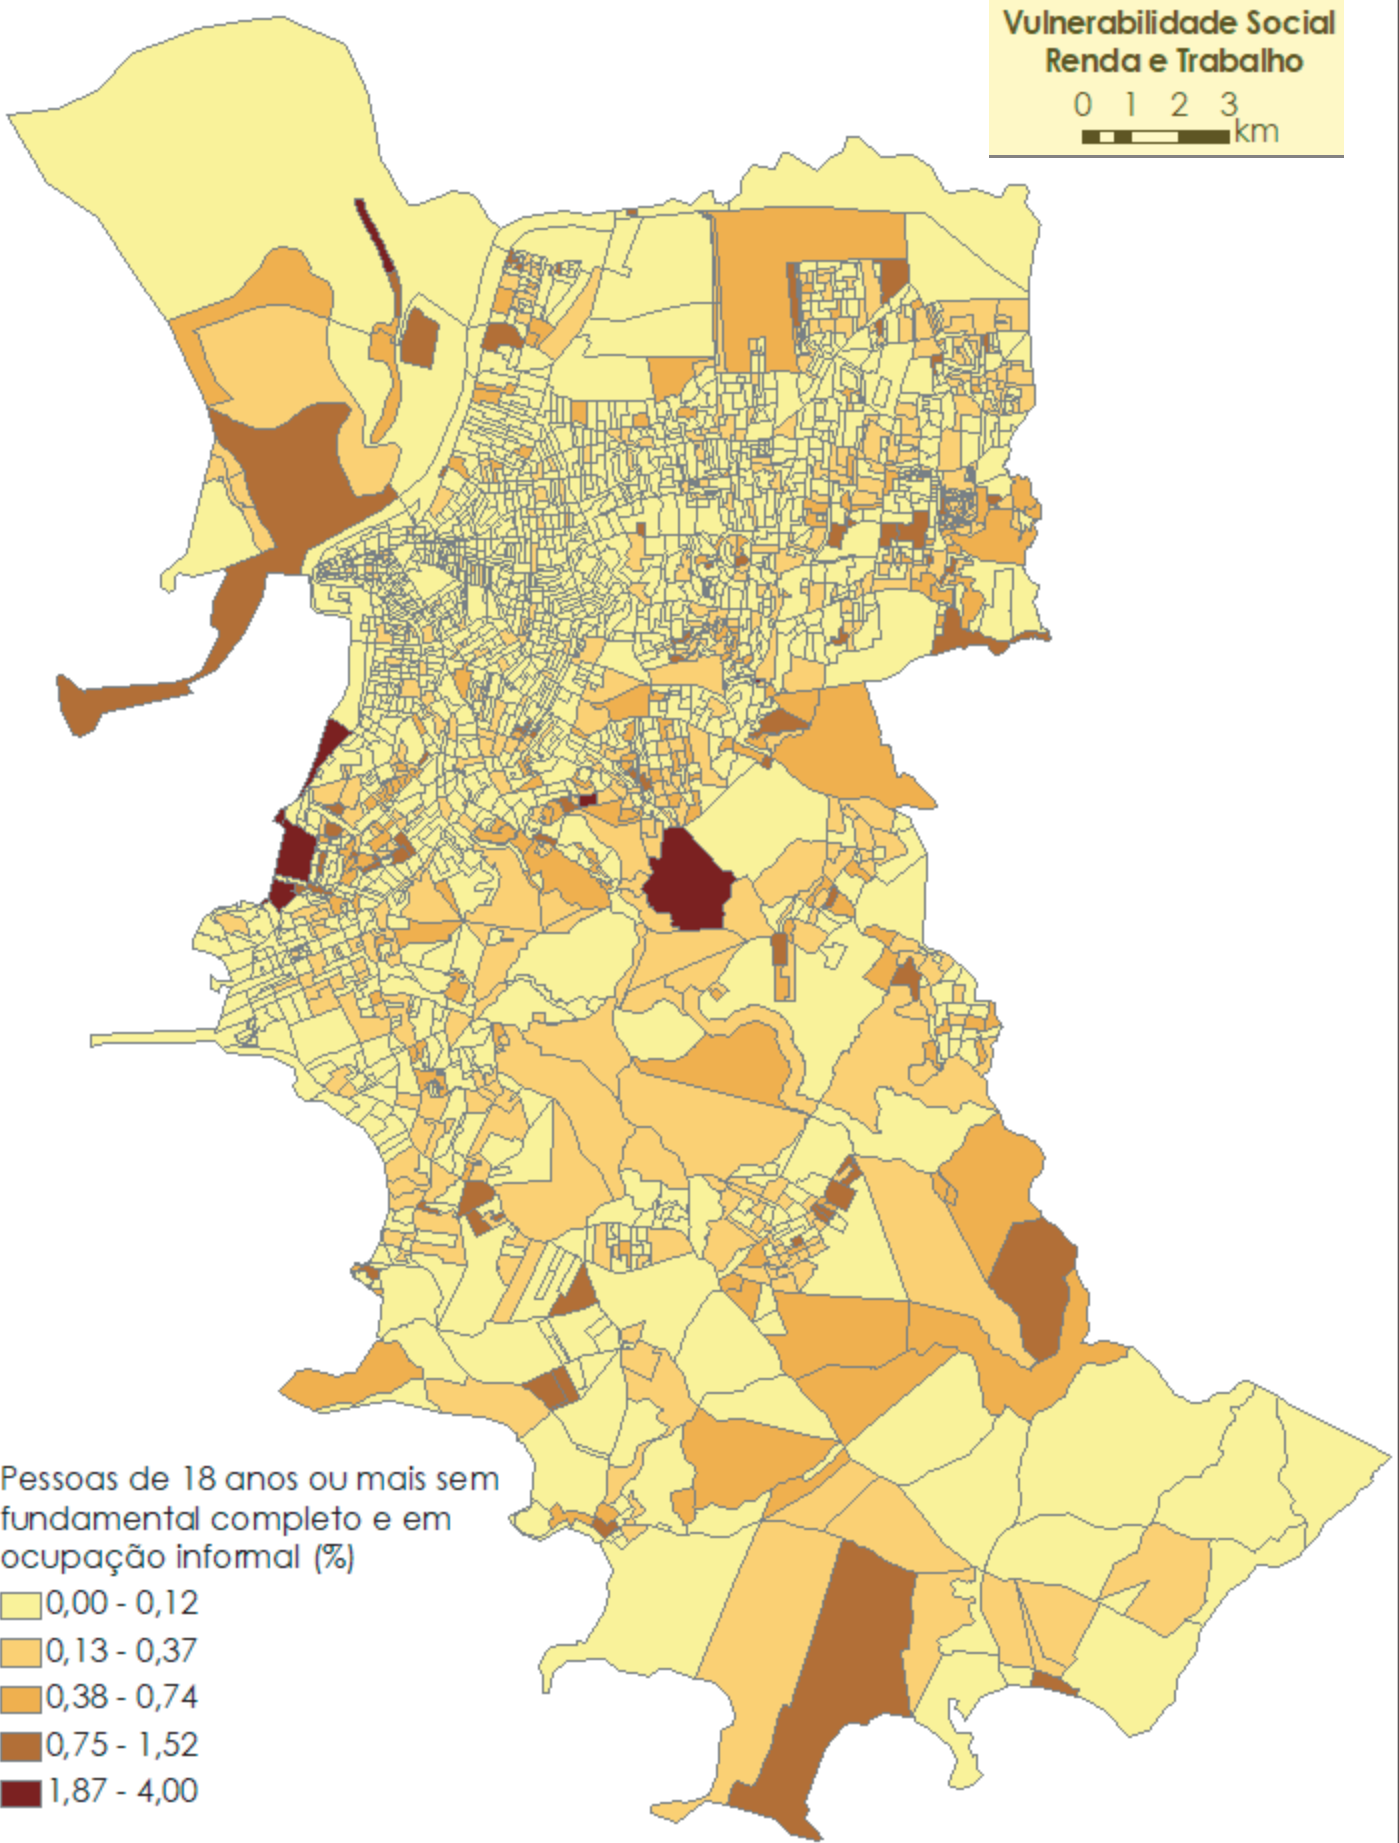 Vulnerabilidade Social
Renda e Trabalho
0 1 2 3
km
Pessoas de 18 anos ou mais sem
fundamental completo e em
ocupação informal (%)
0,00 - 0,12
0,13 - 0,37
0,38 - 0,74
0,75 - 1,52
1,87 - 4,00